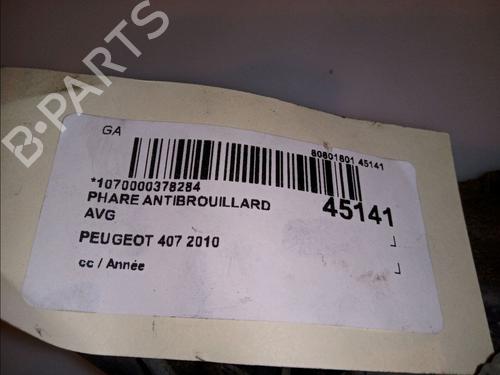 B-PARTS
GA
80801801 45141
*1070000378284
PHARE ANTIBROUILLARD
45141
AVG
PEUGEOT 407 2010
cc / Année